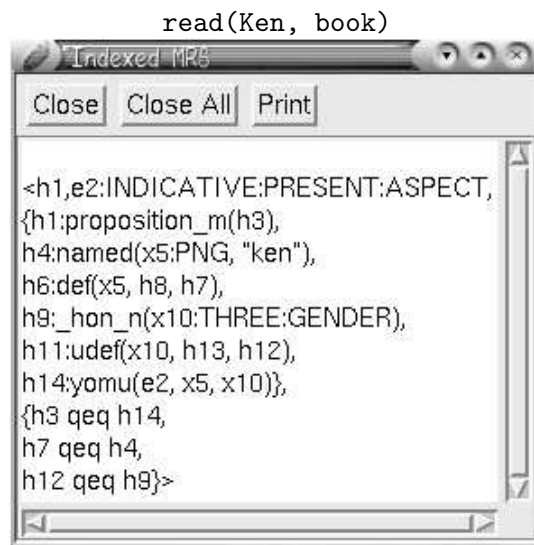 read(Ken, book)
Indexed MRS
Close Close All Print
<h1,e2:INDICATIVE:PRESENT:ASPECT,
{h1:proposition_m(h3),
h4:named(x5:PNG, "ken"),
h6:def(x5, h8, h7),
h9:_hon_n(x10:THREE:GENDER),
h11:udef(x10, h13, h12),
h14:yomu(e2, x5, x10)},
{h3 qeq h14,
h7 qeq h4,
h12 qeq h9}>